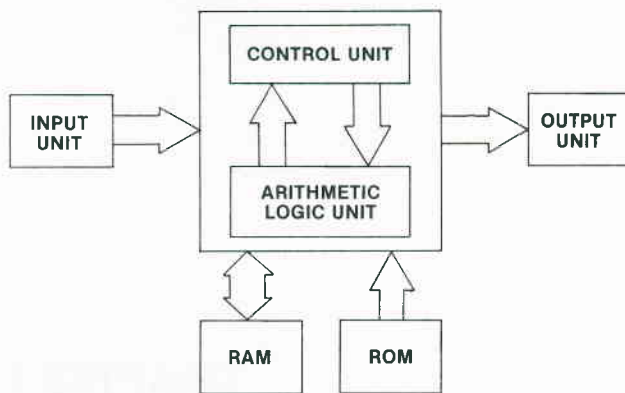 CONTROL UNIT
INPUT
UNIT
OUTPUT
UNIT
ARITHMETIC
LOGIC UNIT
RAM
ROM